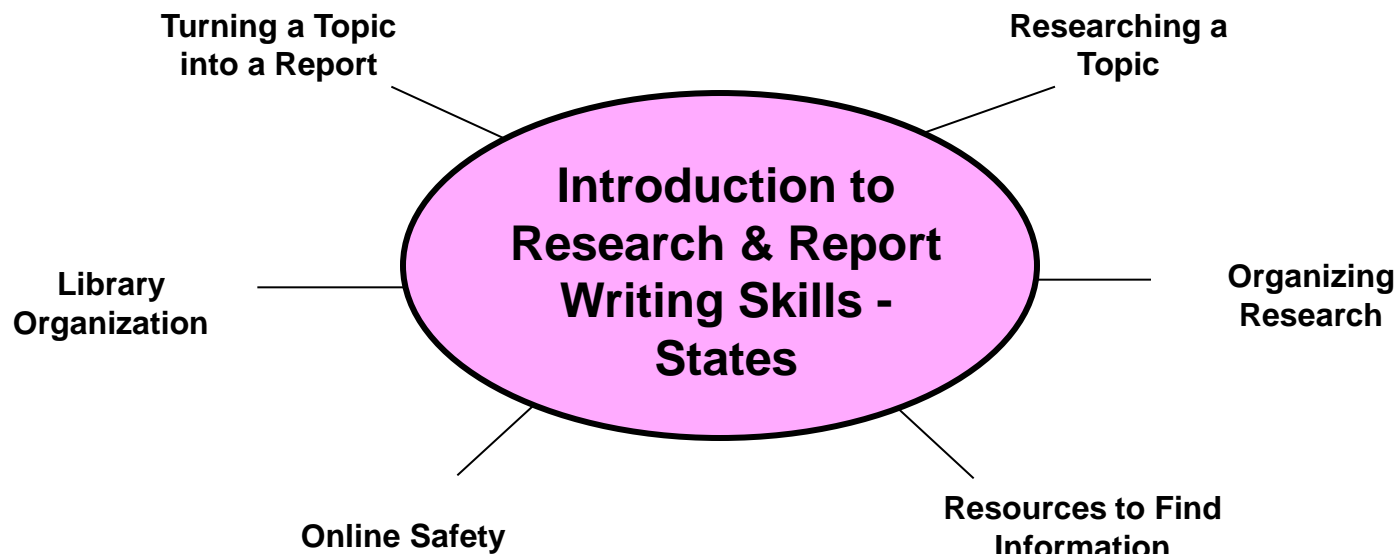 Turning a Topic
into a Report
Researching a
Topic
Introduction to
Research & Report
Writing Skills -
States
Library
Organization
Organizing
Research
Online Safety
Resources to Find
Information